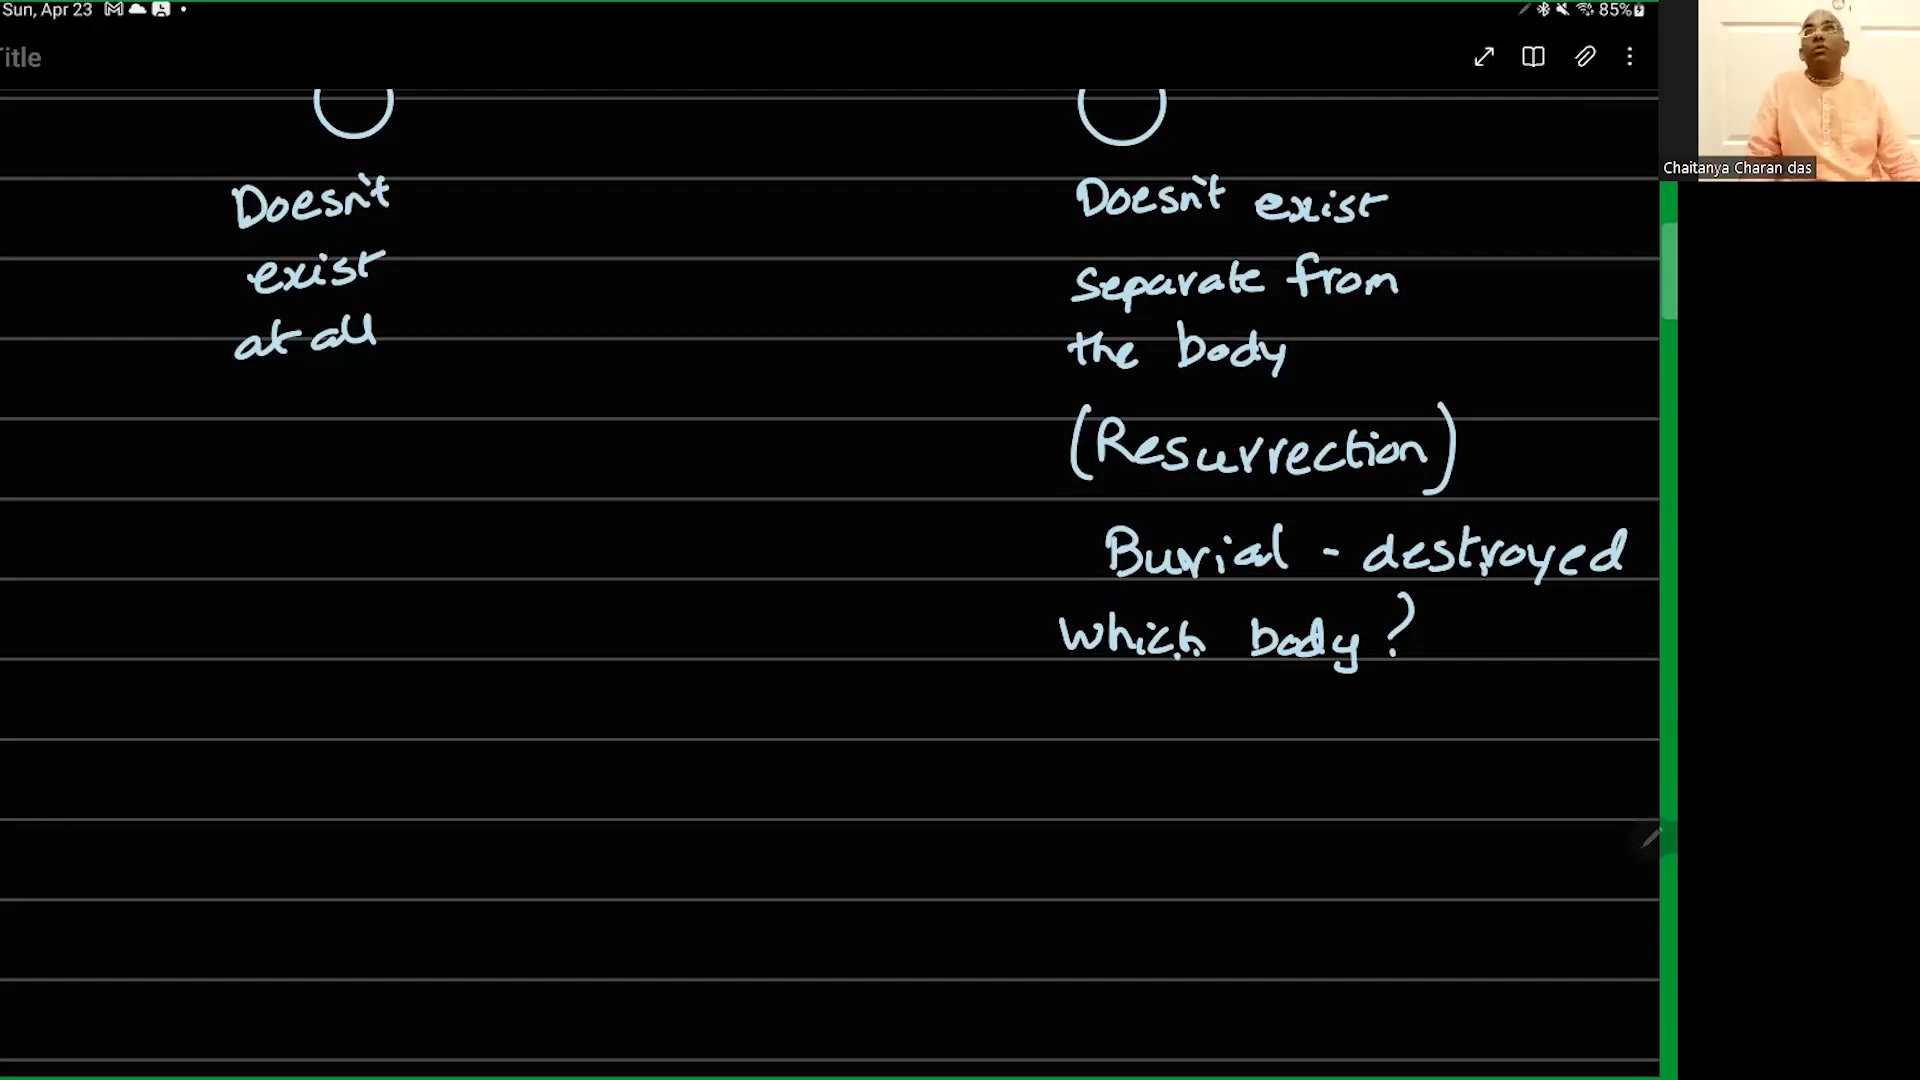 Sun, Apr 23
85%
itle
Chaitanya Charan das
Doesn't
exist
at all
Doesn't exist
separate from
the body
(Resurrection)
Burial - destroyed
Which body?